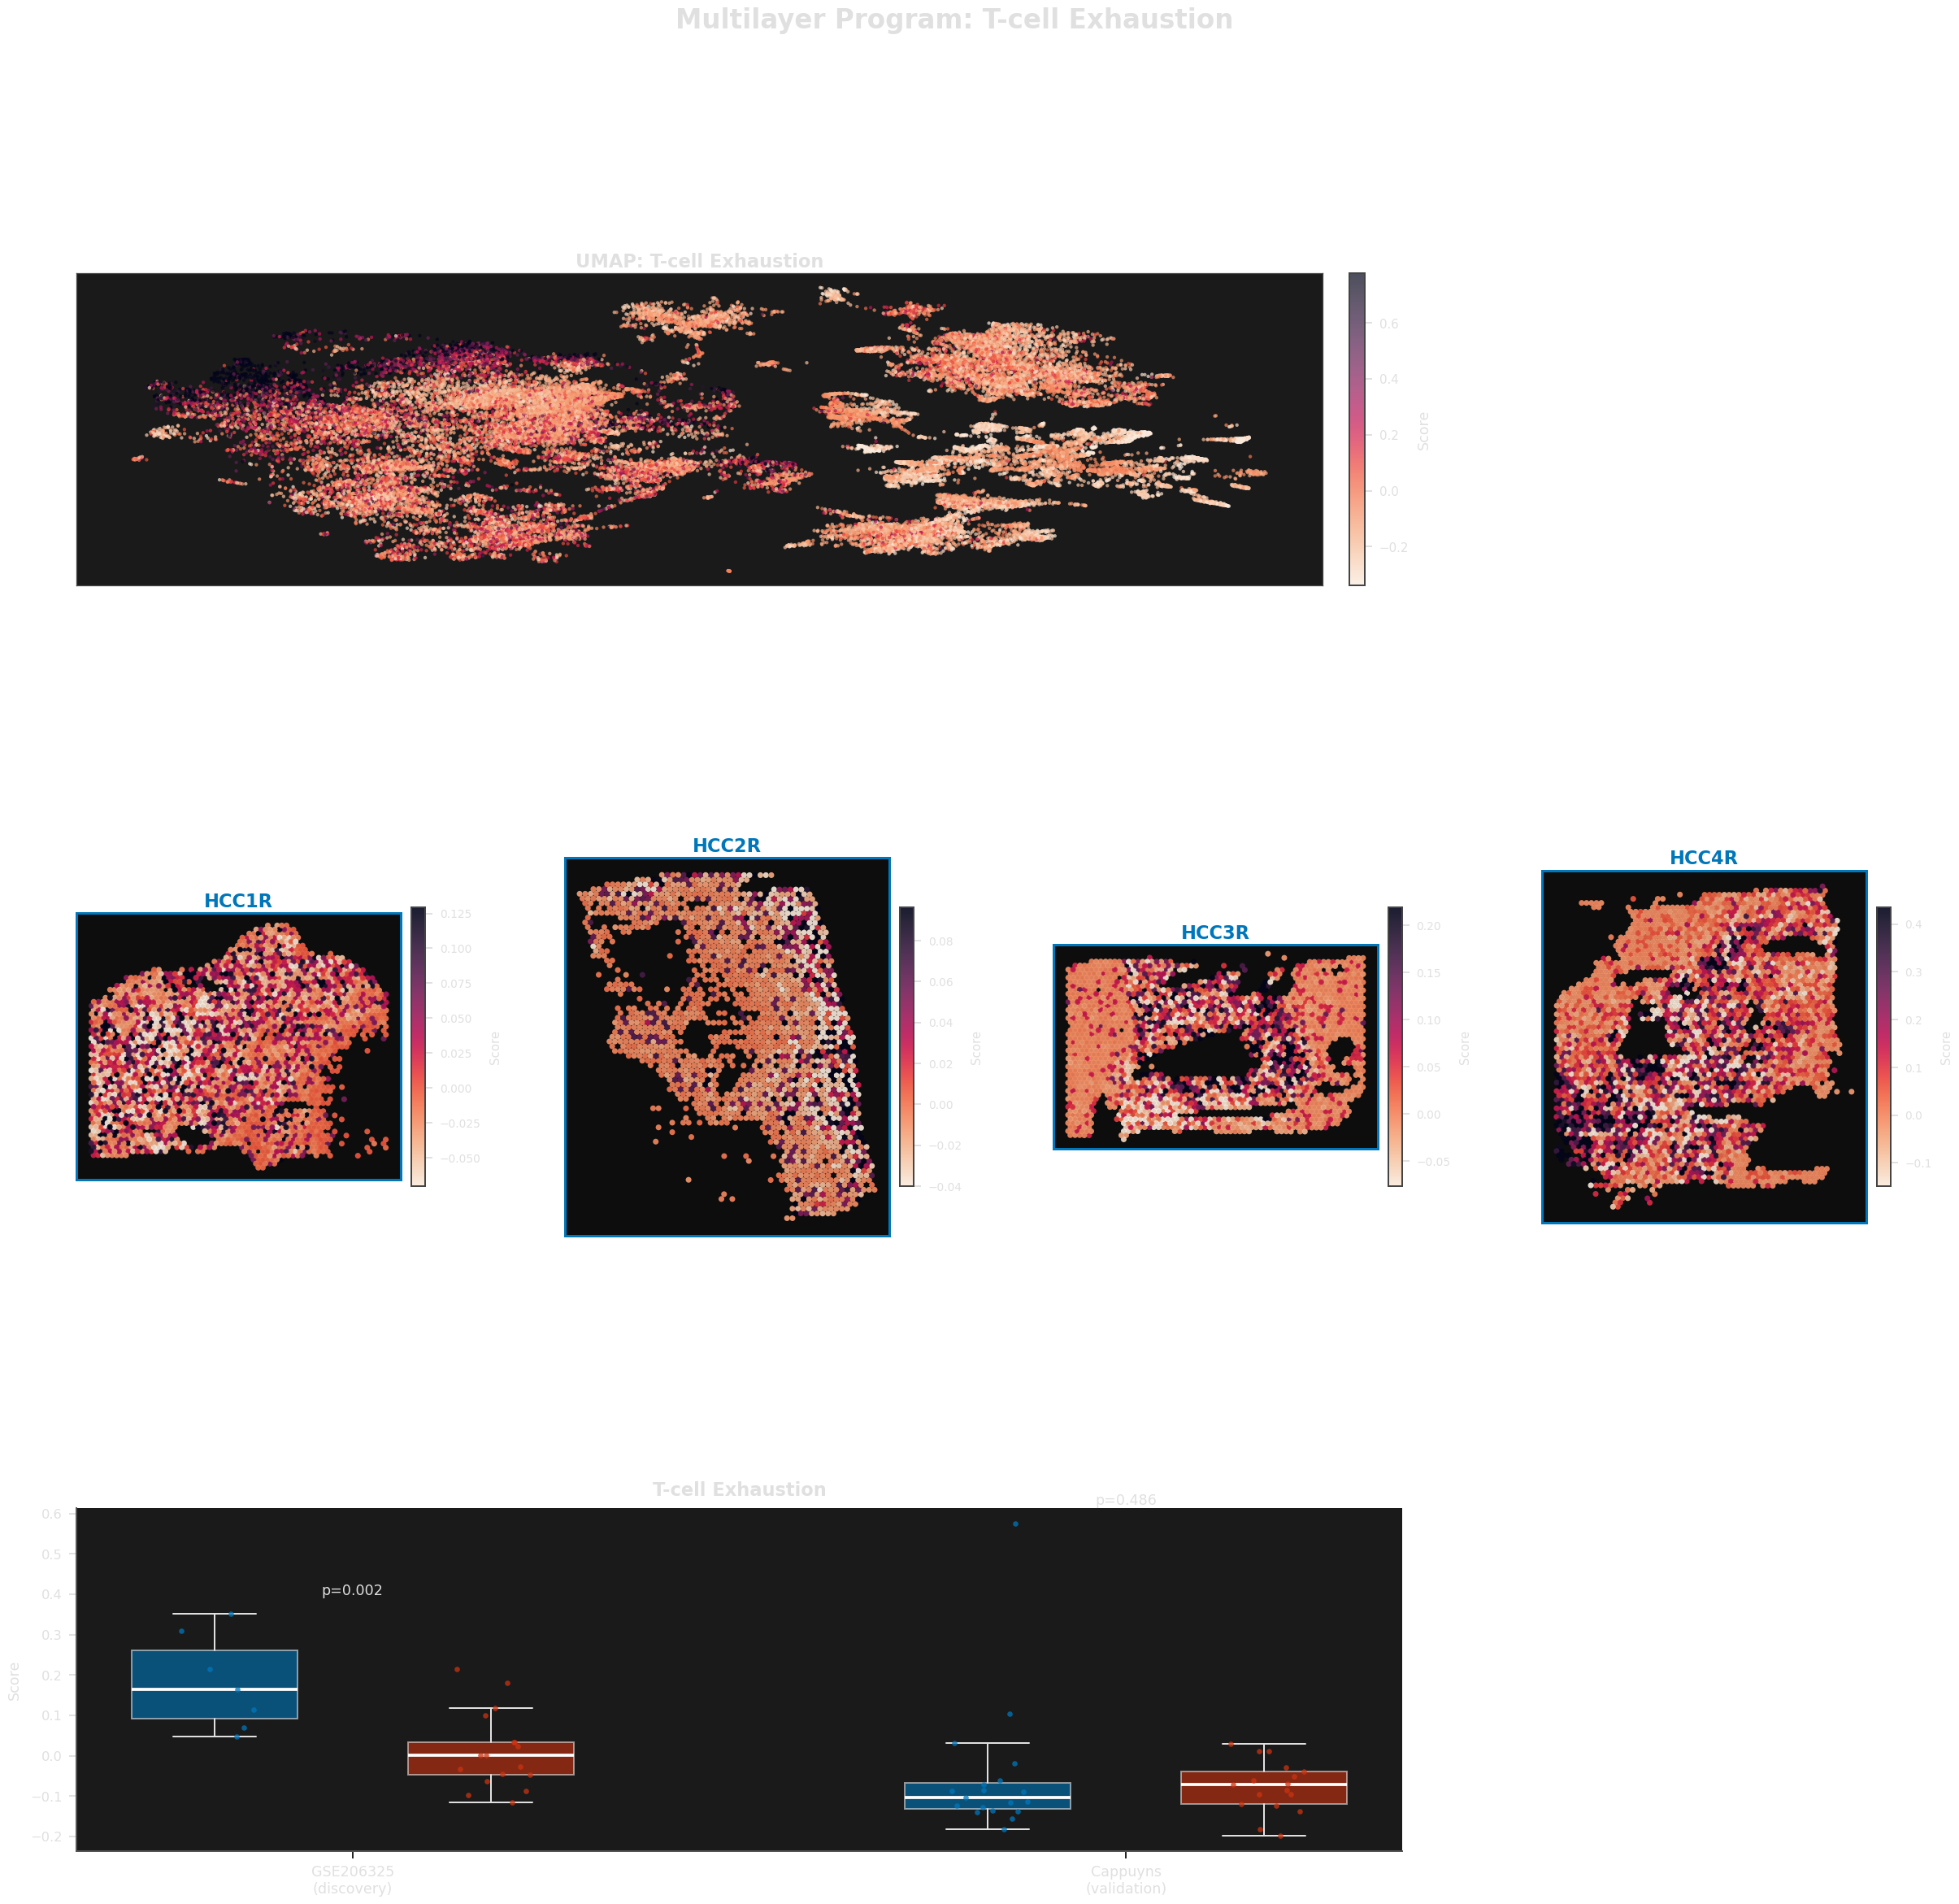 Multilayer Program: T-cell Exhaustion
UMAP: T-cell Exhaustion
0.6
0.4
0.2
0.0
−0.2
Score
HCC1R
0.125
0.100
0.075
0.050
0.025
0.000
−0.025
−0.050
Score
HCC2R
0.08
0.06
0.04
0.02
0.00
−0.02
−0.04
Score
HCC3R
0.20
0.15
0.10
0.05
0.00
−0.05
Score
HCC4R
0.4
0.3
0.2
0.1
0.0
−0.1
Score
T-cell Exhaustion
p=0.486
p=0.002
0.6
0.5
0.4
0.3
0.2
0.1
0.0
−0.1
−0.2
Score
GSE206325
(discovery)
Cappuyns
(validation)